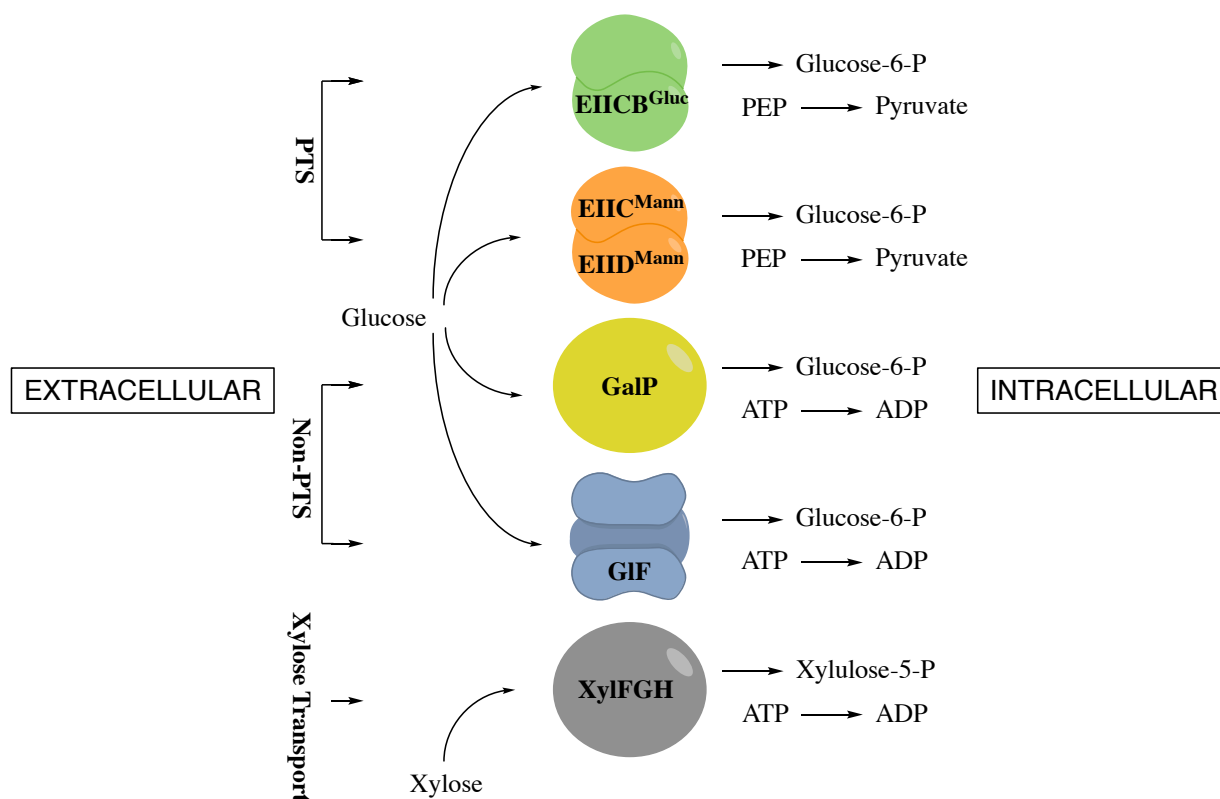 EIICB^Gluc
Glucose-6-P
PEP
Pyruvate
PTS
EIIC^Mann
EIID^Mann
Glucose-6-P
PEP
Pyruvate
Glucose
EXTRACELLULAR
GalP
Glucose-6-P
ATP
ADP
INTRACELLULAR
Non-PTS
GlF
Glucose-6-P
ATP
ADP
Xylose Transport
XylFGH
Xylulose-5-P
ATP
ADP
Xylose